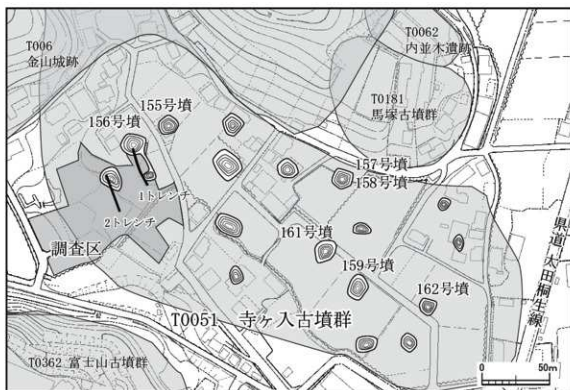 T006
金山城跡
T0062
内並木遺跡
T0181
馬塚古墳群
155号墳
156号墳
157号墳
158号墳
1トレンチ
2トレンチ
161号墳
調査区
159号墳
162号墳
県道 太田桐生線
T0051 寺ヶ入古墳群
T0362 富士山古墳群
0 50m